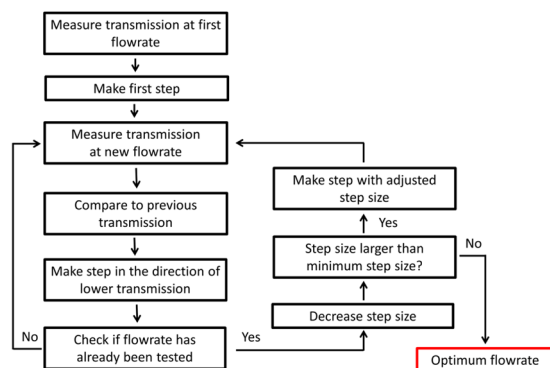 Measure transmission at first
flowrate
Make first step
Measure transmission
at new flowrate
Compare to previous
transmission
Make step in the direction of
lower transmission
No
Check if flowrate has
already been tested
Yes
Decrease step size
Step size larger than
minimum step size?
No
Yes
Make step with adjusted
step size
Optimum flowrate